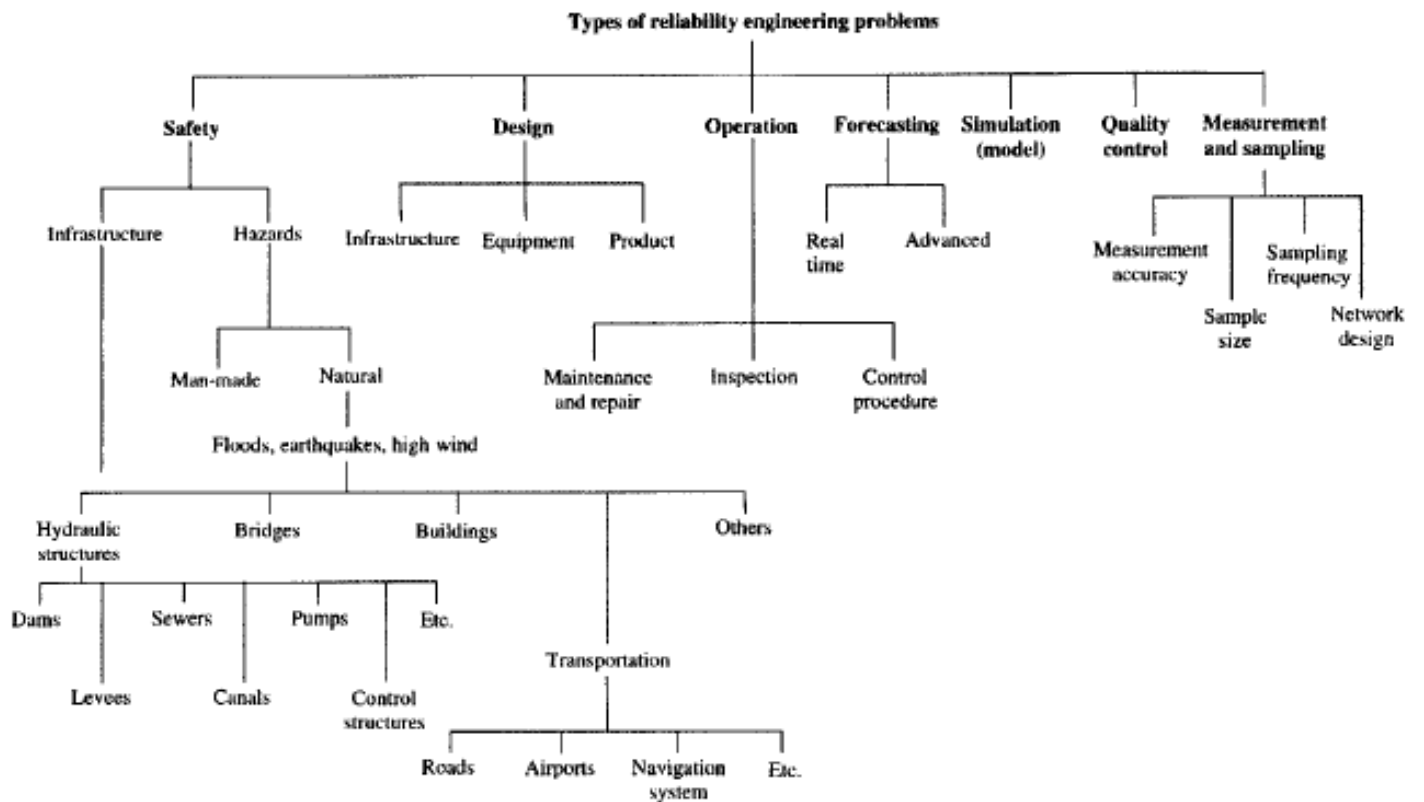 Types of reliability engineering problems
Safety
Design
Operation
Forecasting
Simulation
(model)
Quality
control
Measurement
and sampling
Infrastructure
Hazards
Infrastructure
Equipment
Product
Real
time
Advanced
Measurement
accuracy
Sampling
frequency
Sample
size
Network
design
Man-made
Natural
Maintenance
and repair
Inspection
Control
procedure
Floods, earthquakes, high wind
Hydraulic
structures
Bridges
Buildings
Others
Dams
Sewers
Pumps
Etc.
Transportation
Levees
Canals
Control
structures
Roads
Airports
Navigation
system
Etc.